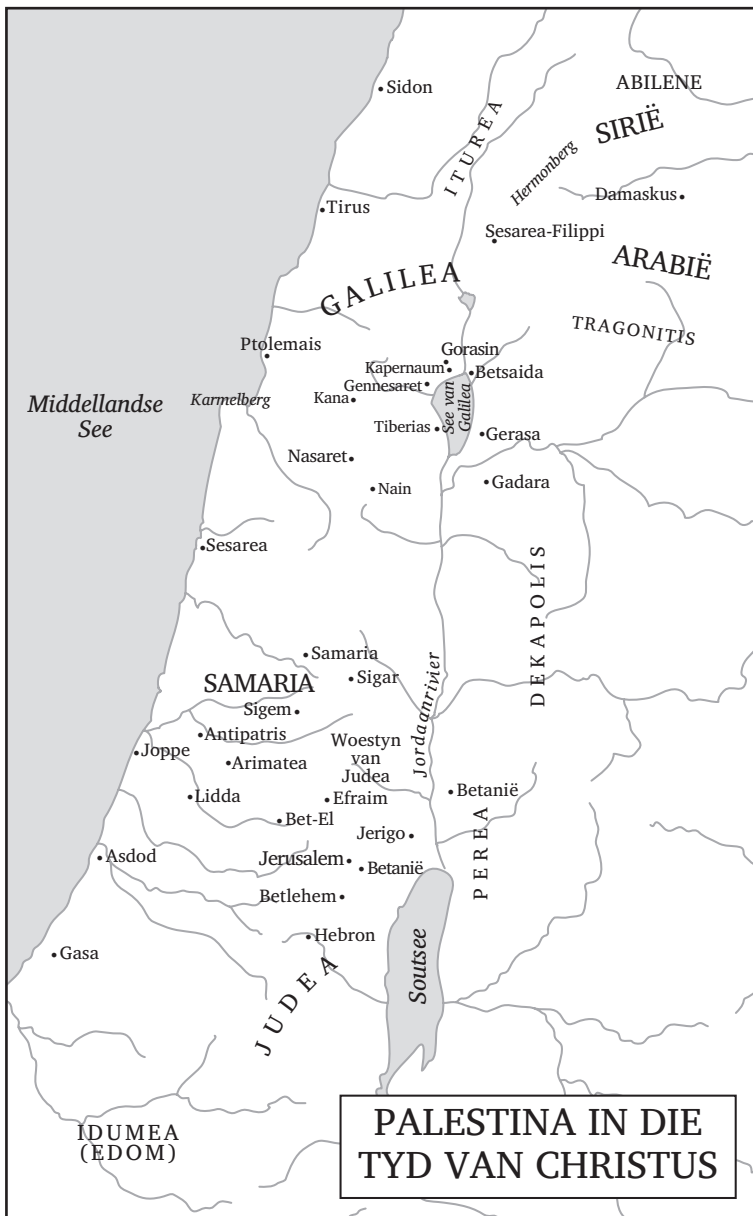 Sidon
ABILENE
SIRIË
ITUREA
Hermonberg
Damaskus
Tirus
Sesarea-Filippi
ARABIË
GALILEA
TRAGONITIS
Ptolemais
Gorasin
Kapernaum
Betsaida
Gennesaret
Middellandse
See
Karmelberg
Kana
See van
Galilea
Tiberias
Gerasa
Nasaret
Gadara
Nain
Sesarea
DEKAPOLIS
Samaria
SAMARIA
Sigar
Sigem
Jordaanrivier
Antipatris
Joppe
Woestyn
van
Judea
Arimatea
Betanië
Lidda
Efraim
Bet-El
PEREA
Jerigo
Asdod
Jerusalem
Betanië
Betlehem
Hebron
Gasa
Soutsee
JUDEA
IDUMEA
(EDOM)
PALESTINA IN DIE
TYD VAN CHRISTUS